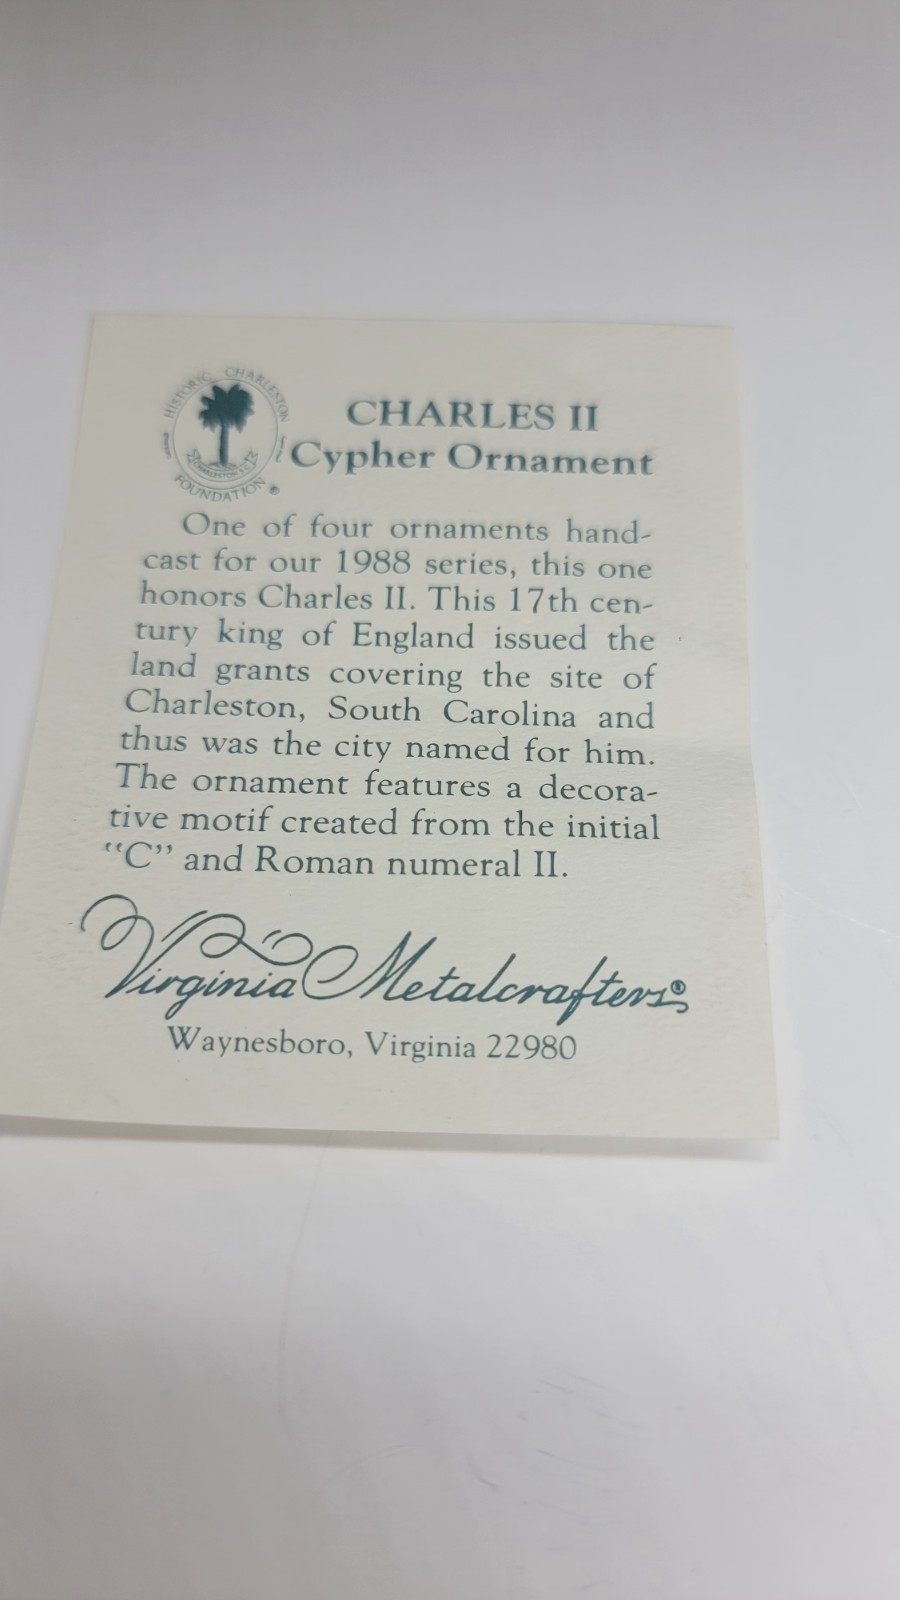 HISTORIC CHARLESTON
FOUNDATION ®
CHARLES II
Cypher Ornament
One of four ornaments hand-
cast for our 1988 series, this one
honors Charles II. This 17th cen-
tury king of England issued the
land grants covering the site of
Charleston, South Carolina and
thus was the city named for him.
The ornament features a decora-
tive motif created from the initial
“C” and Roman numeral II.
Virginia Metalcrafters®
Waynesboro, Virginia 22980